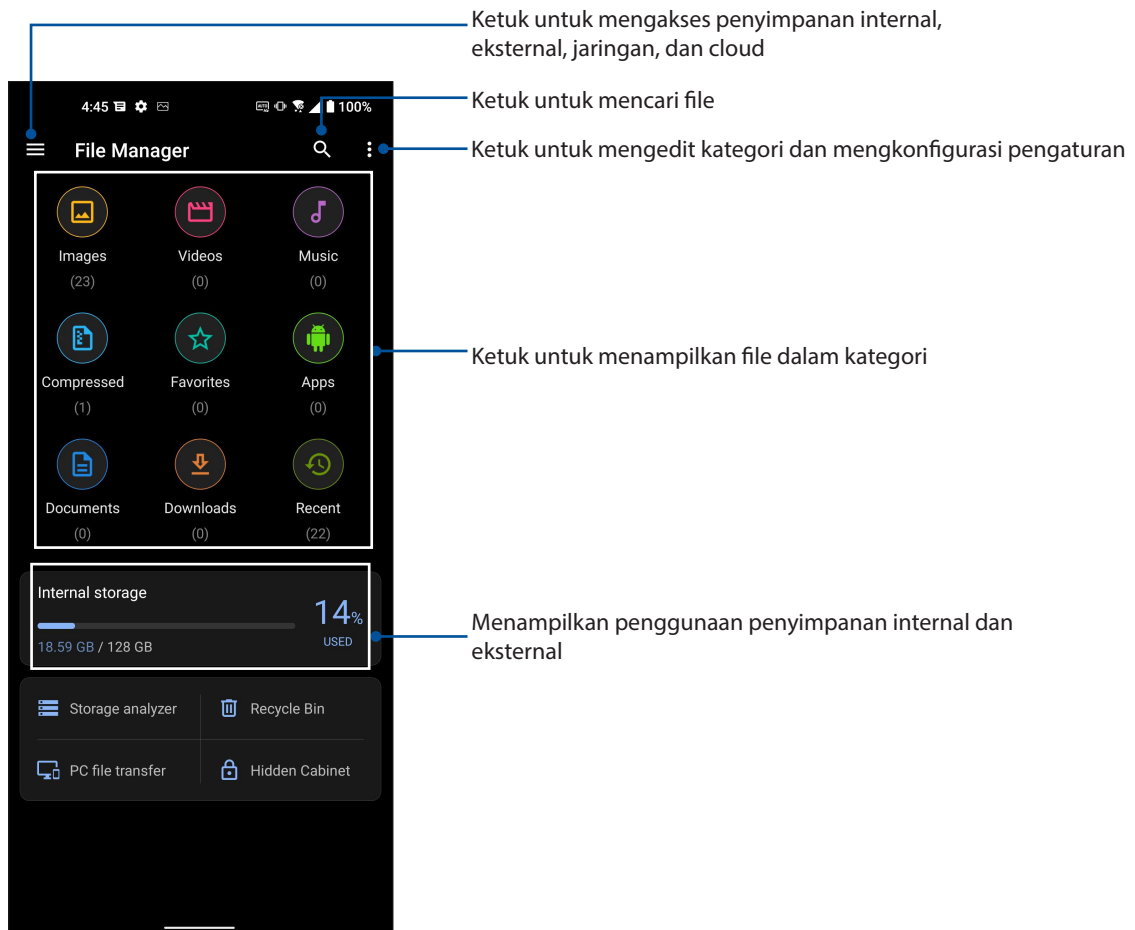 Ketuk untuk mengakses penyimpanan internal,
eksternal, jaringan, dan cloud
4:45
100%
Ketuk untuk mencari file
File Manager
Ketuk untuk mengedit kategori dan mengkonfigurasi pengaturan
Images
Videos
Music
(23)
(0)
(0)
Ketuk untuk menampilkan file dalam kategori
Compressed
Favorites
Apps
(1)
(0)
(0)
Documents
Downloads
Recent
(0)
(0)
(22)
Internal storage
14%
18.59 GB / 128 GB
USED
Menampilkan penggunaan penyimpanan internal dan
eksternal
Storage analyzer
Recycle Bin
PC file transfer
Hidden Cabinet